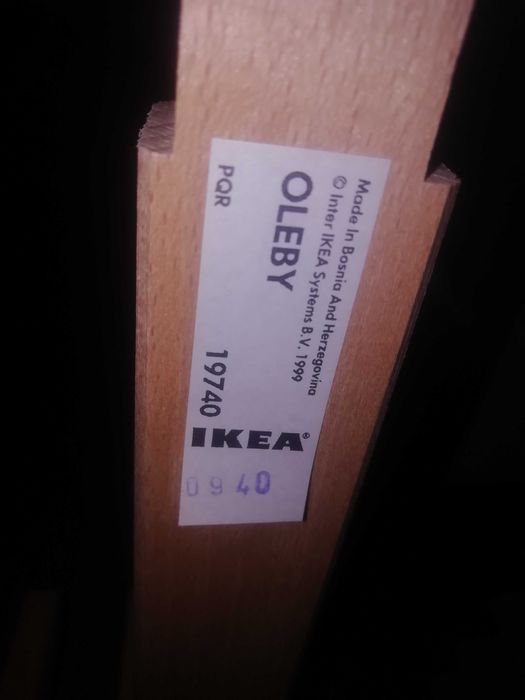 Made In Bosnia And Herzegovina
© Inter IKEA Systems B.V. 1999
OLEBY
PQR
19740
IKEA®
0940